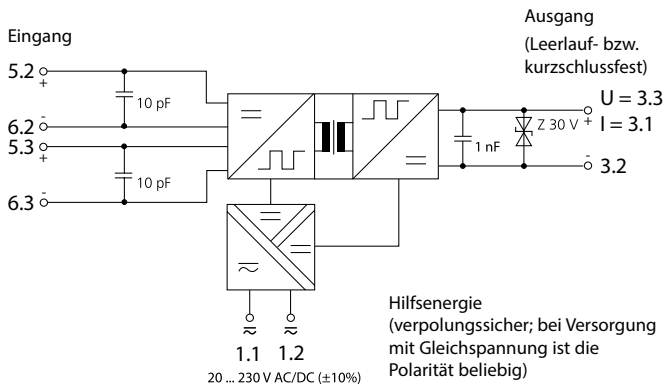 Eingang
5.2
+
10 pF
-
6.2
5.3
+
10 pF
-
6.3
Ausgang
(Leerlauf- bzw.
kurzschlussfest)
U = 3.3
+ I = 3.1
Z 30 V
1 nF
-
3.2
1.1 1.2
20 ... 230 V AC/DC (±10%)
Hilfsenergie
(verpolungssicher; bei Versorgung
mit Gleichspannung ist die
Polarität beliebig)